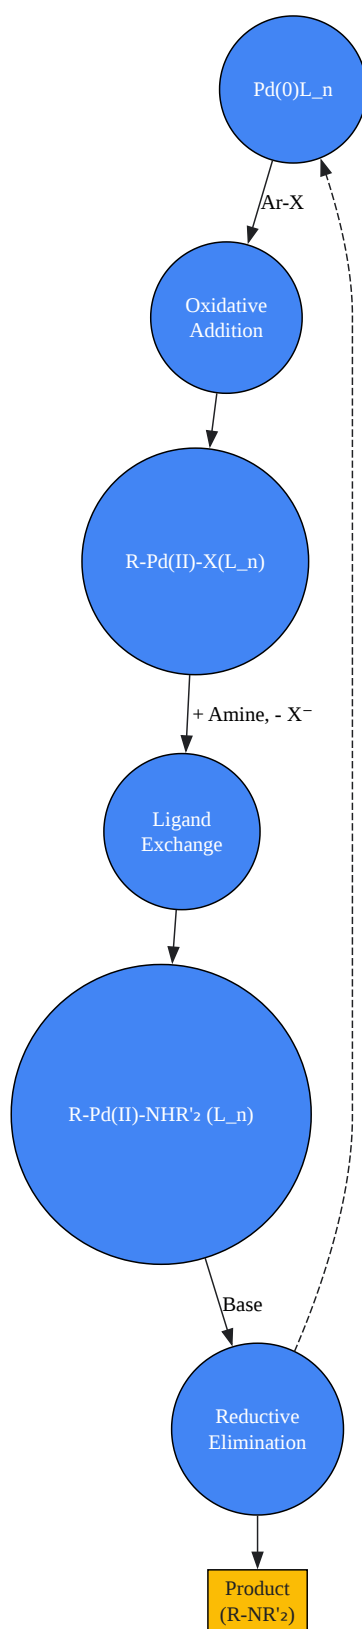 Pd(0)L_n
Ar-X
Oxidative
Addition
R-Pd(II)-X(L_n)
+ Amine, - X⁻
Ligand
Exchange
R-Pd(II)-NHR'₂ (L_n)
Base
Reductive
Elimination
Product
(R-NR'₂)